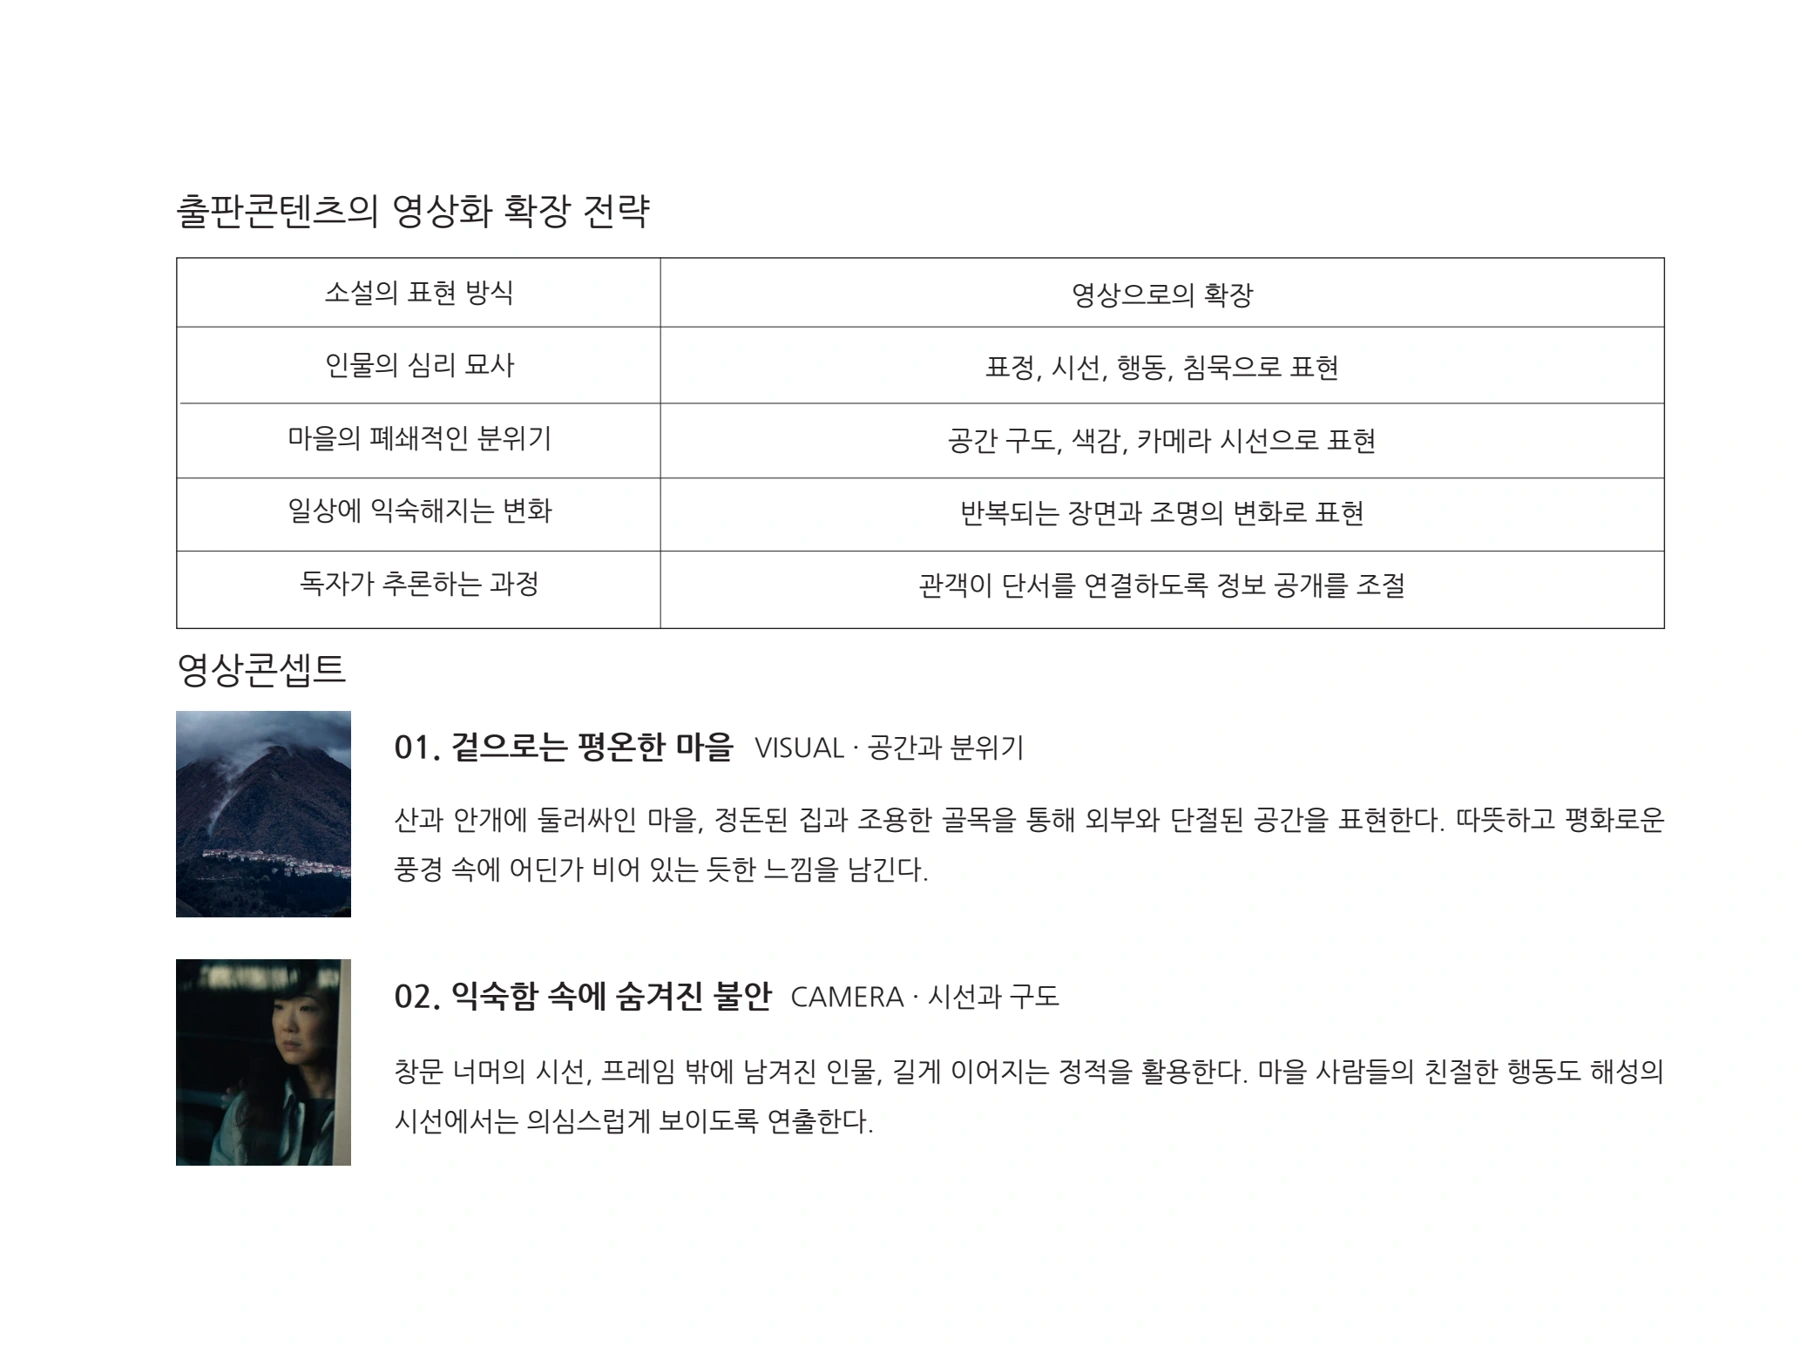 출판콘텐츠의 영상화 확장 전략
소설의 표현 방식 영상으로의 확장
인물의 심리 묘사 표정, 시선, 행동, 침묵으로 표현
마을의 폐쇄적인 분위기 공간 구도, 색감, 카메라 시선으로 표현
일상에 익숙해지는 변화 반복되는 장면과 조명의 변화로 표현
독자가 추론하는 과정 관객이 단서를 연결하도록 정보 공개를 조절
영상콘셉트
01. 겉으로는 평온한 마을 VISUAL · 공간과 분위기
산과 안개에 둘러싸인 마을, 정돈된 집과 조용한 골목을 통해 외부와 단절된 공간을 표현한다. 따뜻하고 평화로운
풍경 속에 어딘가 비어 있는 듯한 느낌을 남긴다.
02. 익숙함 속에 숨겨진 불안 CAMERA · 시선과 구도
창문 너머의 시선, 프레임 밖에 남겨진 인물, 길게 이어지는 정적을 활용한다. 마을 사람들의 친절한 행동도 해성의
시선에서는 의심스럽게 보이도록 연출한다.